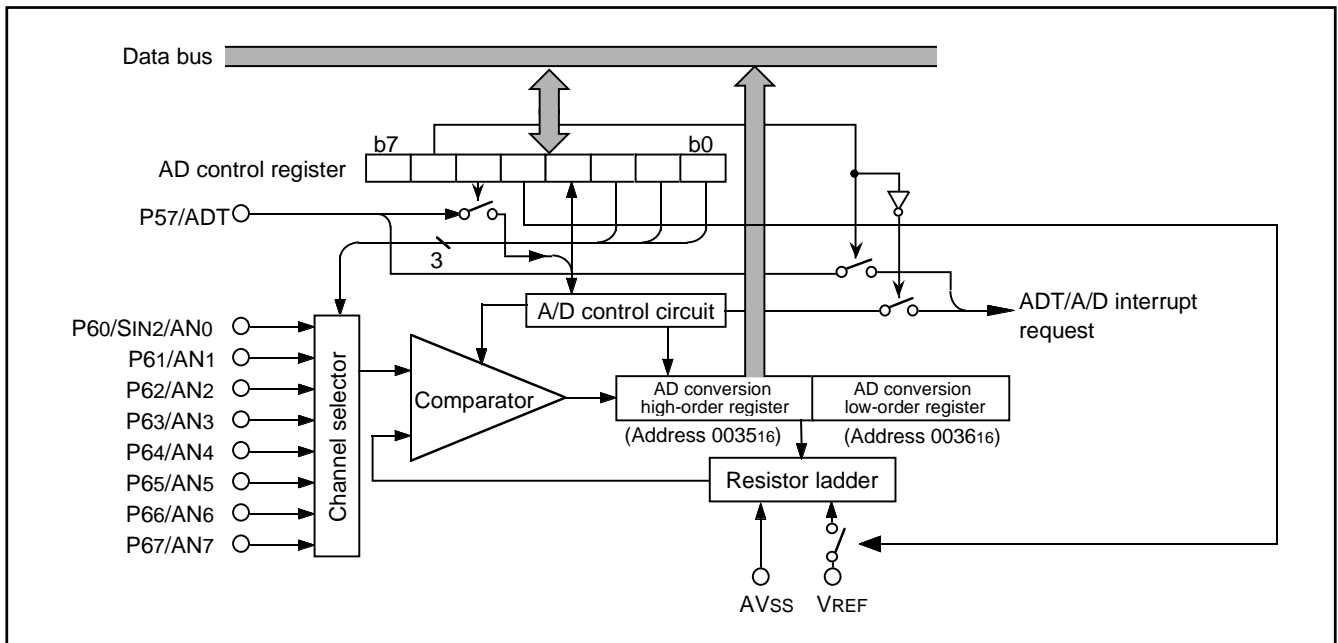 Data bus
b7
b0
AD control register
P57/ADT
3
A/D control circuit
ADT/A/D interrupt
request
P60/SIN2/AN0
P61/AN1
P62/AN2
P63/AN3
P64/AN4
P65/AN5
P66/AN6
P67/AN7
Channel selector
Comparator
AD conversion
high-order register
AD conversion
low-order register
(Address 003516)
(Address 003616)
Resistor ladder
AVSS
VREF